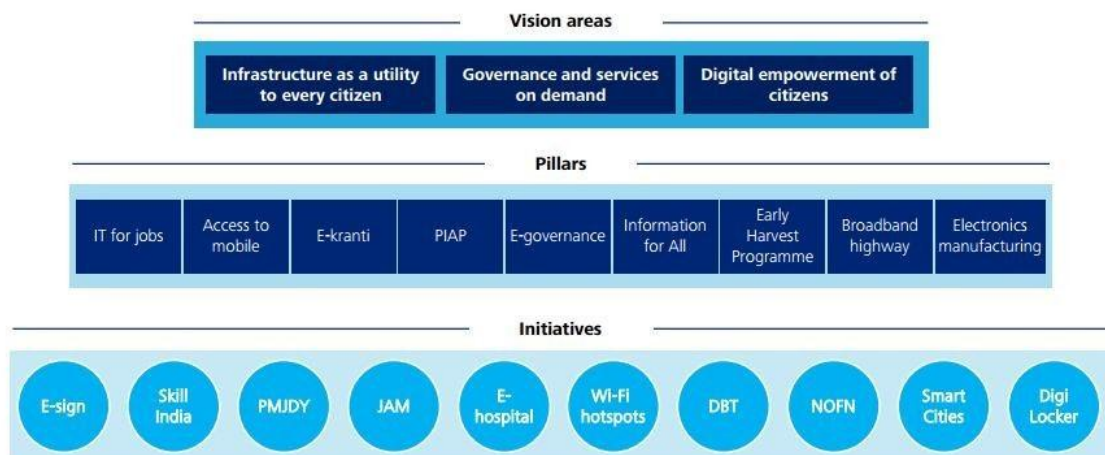 Vision areas
Infrastructure as a utility
to every citizen
Governance and services
on demand
Digital empowerment of
citizens
Pillars
IT for jobs
Access to
mobile
E-kranti
PIAP
E-governance
Information
for All
Early
Harvest
Programme
Broadband
highway
Electronics
manufacturing
Initiatives
E-sign
Skill
India
PMJDY
JAM
E-
hospital
Wi-Fi
hotspots
DBT
NOFN
Smart
Cities
Digi
Locker